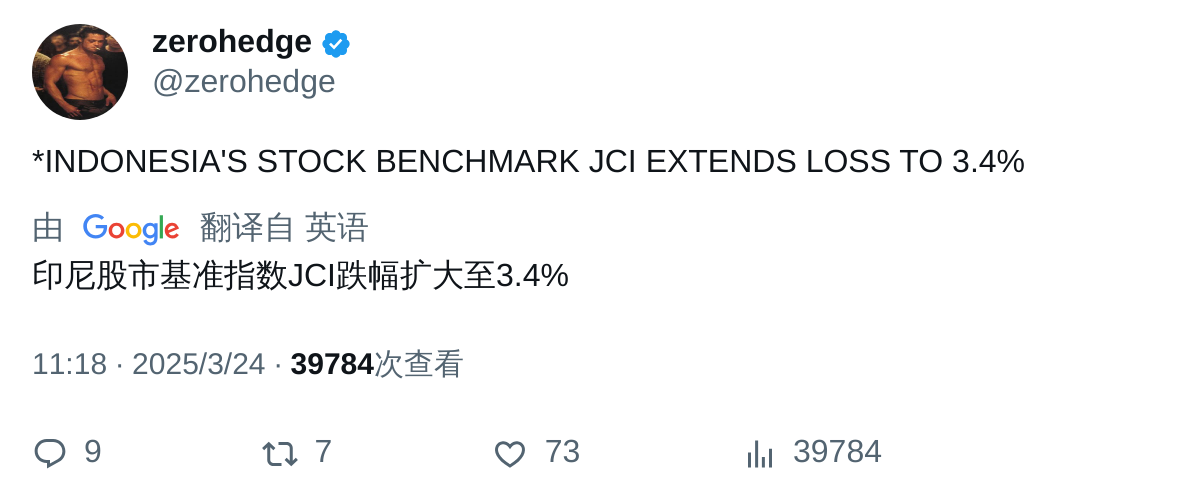 zerohedge
@zerohedge
*INDONESIA'S STOCK BENCHMARK JCI EXTENDS LOSS TO 3.4%
由 Google 翻译自 英语
印尼股市基准指数JCI跌幅扩大至3.4%
11:18 · 2025/3/24 · 39784次查看
9 7 73 39784